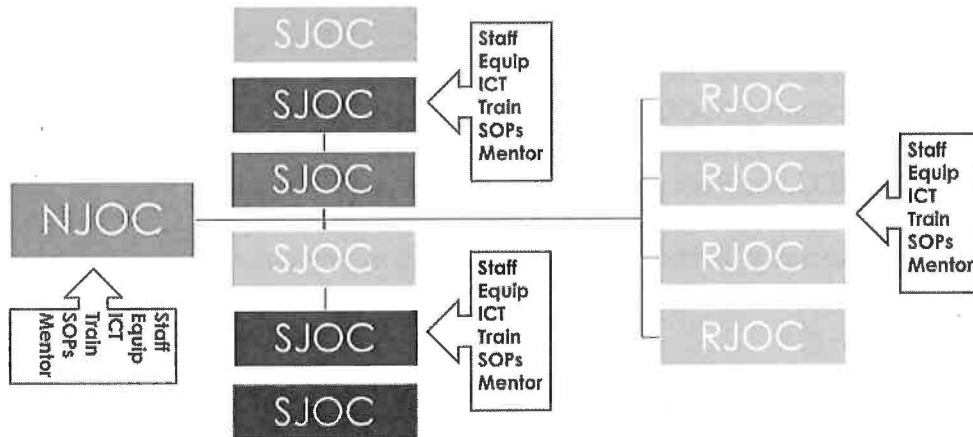 NJOC
Staff
Equip
ICT
Train
SOPs
Mentor
SJOC
SJOC
SJOC
SJOC
SJOC
SJOC
Staff
Equip
ICT
Train
SOPs
Mentor
Staff
Equip
ICT
Train
SOPs
Mentor
RJOC
RJOC
RJOC
RJOC
Staff
Equip
ICT
Train
SOPs
Mentor